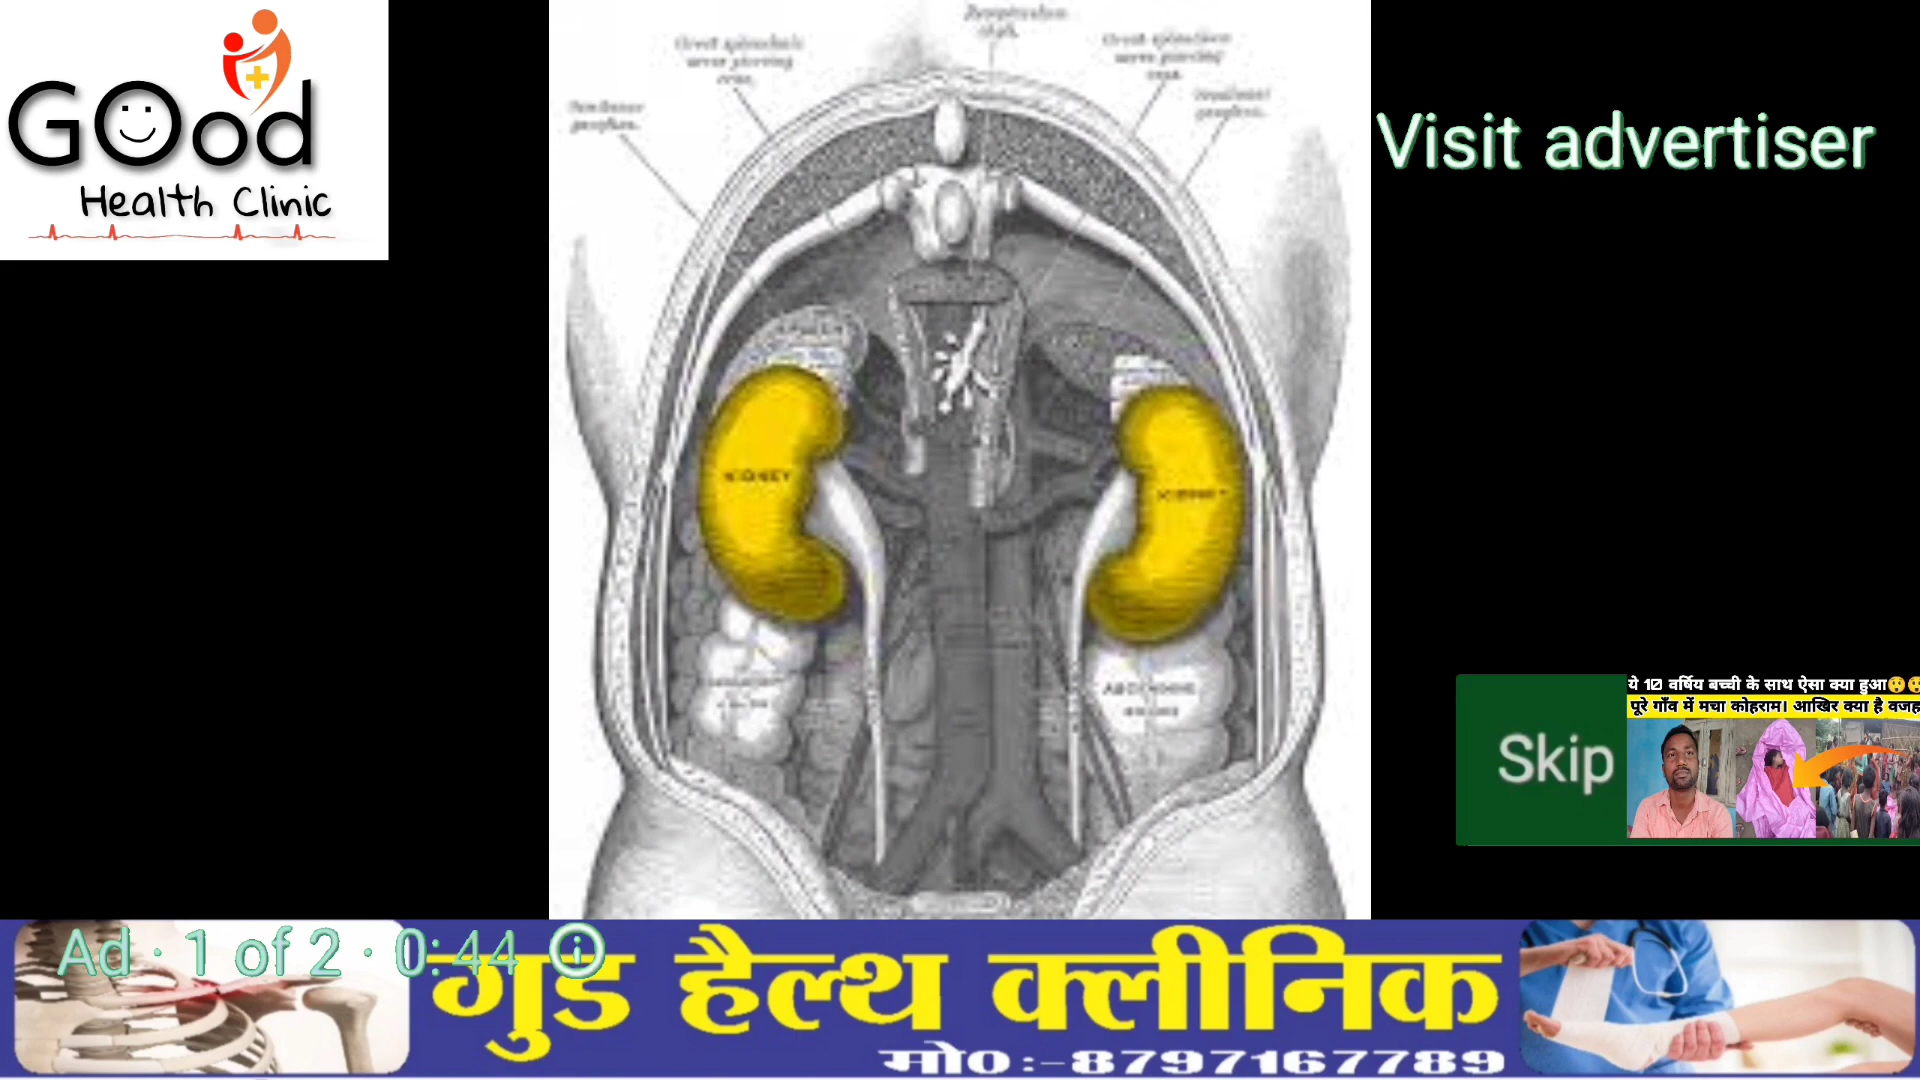 GOod
Health Clinic
Visit advertiser
KIDNEY
KIDNEY
ये 12 वर्षिय बच्ची के साथ ऐसा क्या हुआ😲
पूरे गाँव में मचा कोहराम। आखिर क्या है वजह
Skip
Ad · 1 of 2 · 0:44
गुड हैल्थ क्लीनिक
मो0:-8797167789